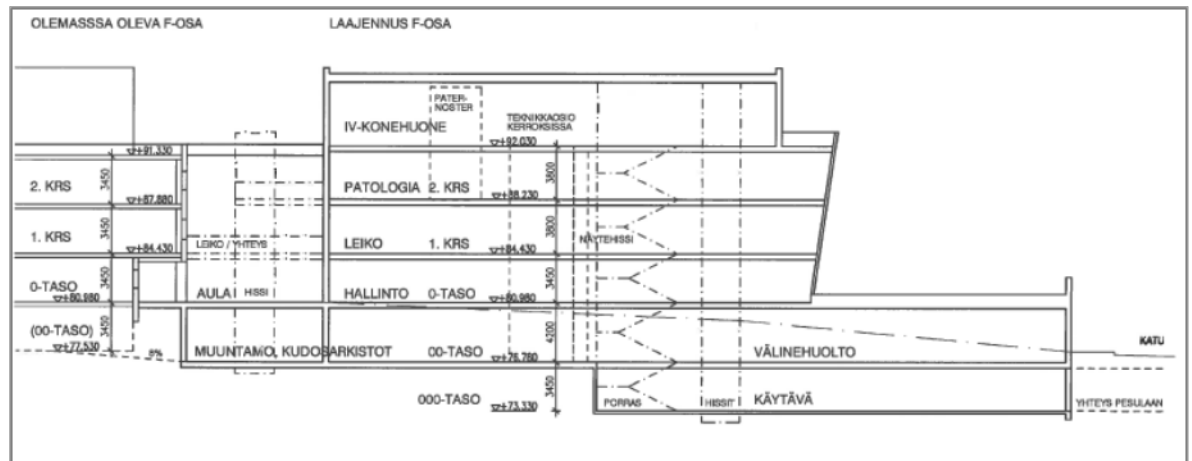 OLEMASSSA OLEVA F-OSA
LAAJENNUS F-OSA
PATER-
NOSTER
IV-KONEHUONE
TEKNIIKKAOSIO
KERROKSISSA
+92.030
+91.330
2. KRS
3450
PATOLOGIA 2. KRS
3800
+88.230
+87.880
1. KRS
3450
LEIKO / YHTEYS
LEIKO 1. KRS
3800
NÄYTEHISSI
+84.430
+84.430
0-TASO
3450
AULA
HISSI
HALLINTO 0-TASO
3450
+80.980
+80.980
(00-TASO)
3450
+77.530
8%
MUUNTAMO, KUDOSARKISTOT 00-TASO
4200
+76.780
VÄLINEHUOLTO
KATU
000-TASO
+73.330
3450
PORRAS
HISSIT
KÄYTÄVÄ
YHTEYS PESULAAN